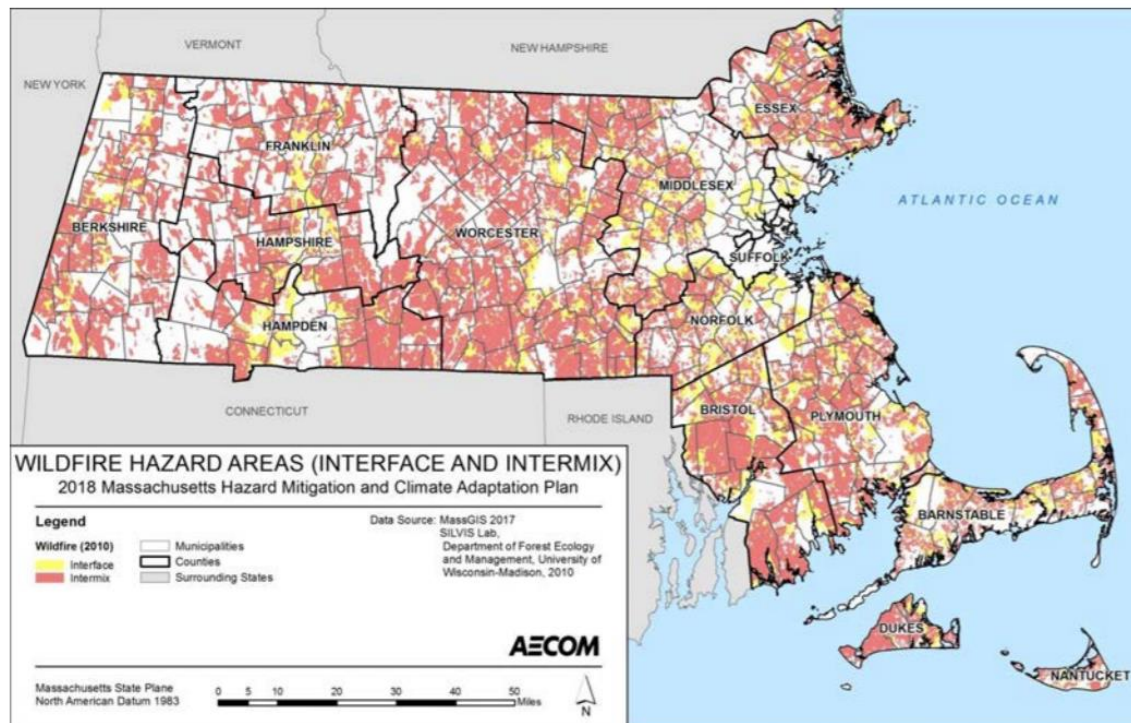 VERMONT
NEW HAMPSHIRE
NEW YORK
ESSEX
FRANKLIN
MIDDLESEX
ATLANTIC OCEAN
BERKSHIRE
HAMPSHIRE
WORCESTER
SUFFOLK
HAMPDEN
NORFOLK
CONNECTICUT
RHODE ISLAND
BRISTOL
PLYMOUTH
BARNSTABLE
DUKES
NANTUCKET
WILDFIRE HAZARD AREAS (INTERFACE AND INTERMIX)
2018 Massachusetts Hazard Mitigation and Climate Adaptation Plan
Legend
Wildfire (2010)
Interface
Intermix
Municipalities
Counties
Surrounding States
Data Source: MassGIS 2017
SILVIS Lab,
Department of Forest Ecology
and Management, University of
Wisconsin-Madison, 2010
AECOM
Massachusetts State Plane
North American Datum 1983
0 5 10 20 30 40 50
Miles
N